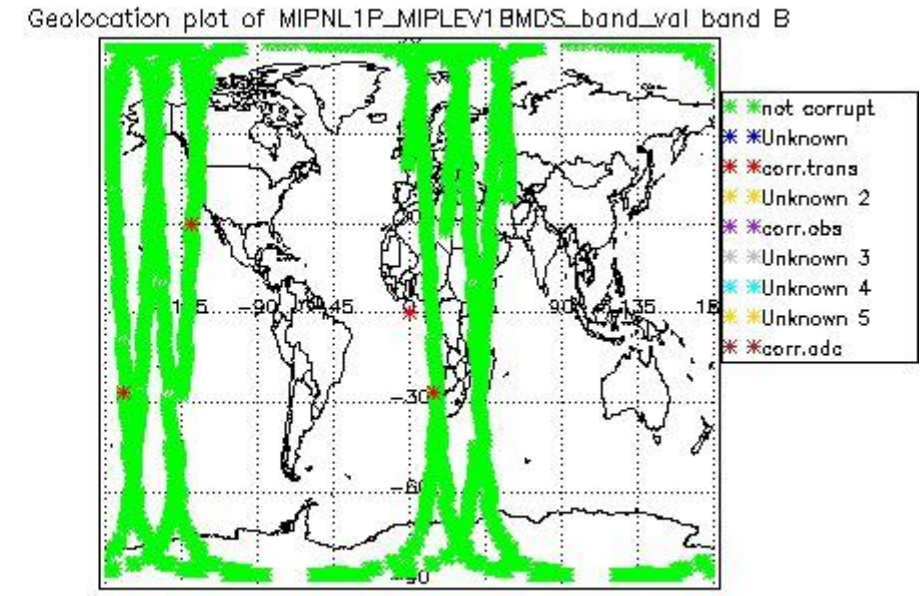 Geolocation plot of MIPNL1P_MIPLEV1BMDS_band_val band B
not corrupt
Unknown
corr.trans
Unknown 2
corr.obs
Unknown 3
Unknown 4
Unknown 5
corr.adc
-90
-45
90
135
-30
-60
-90